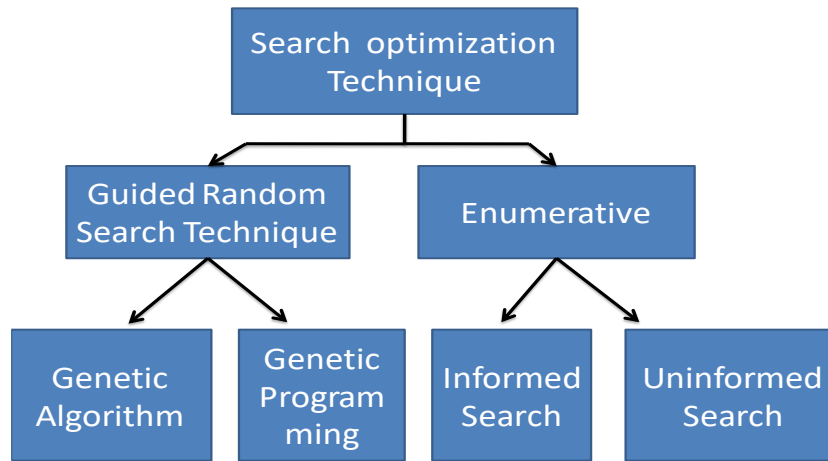 Search optimization
Technique
Guided Random
Search Technique
Enumerative
Genetic
Algorithm
Genetic
Program
ming
Informed
Search
Uninformed
Search